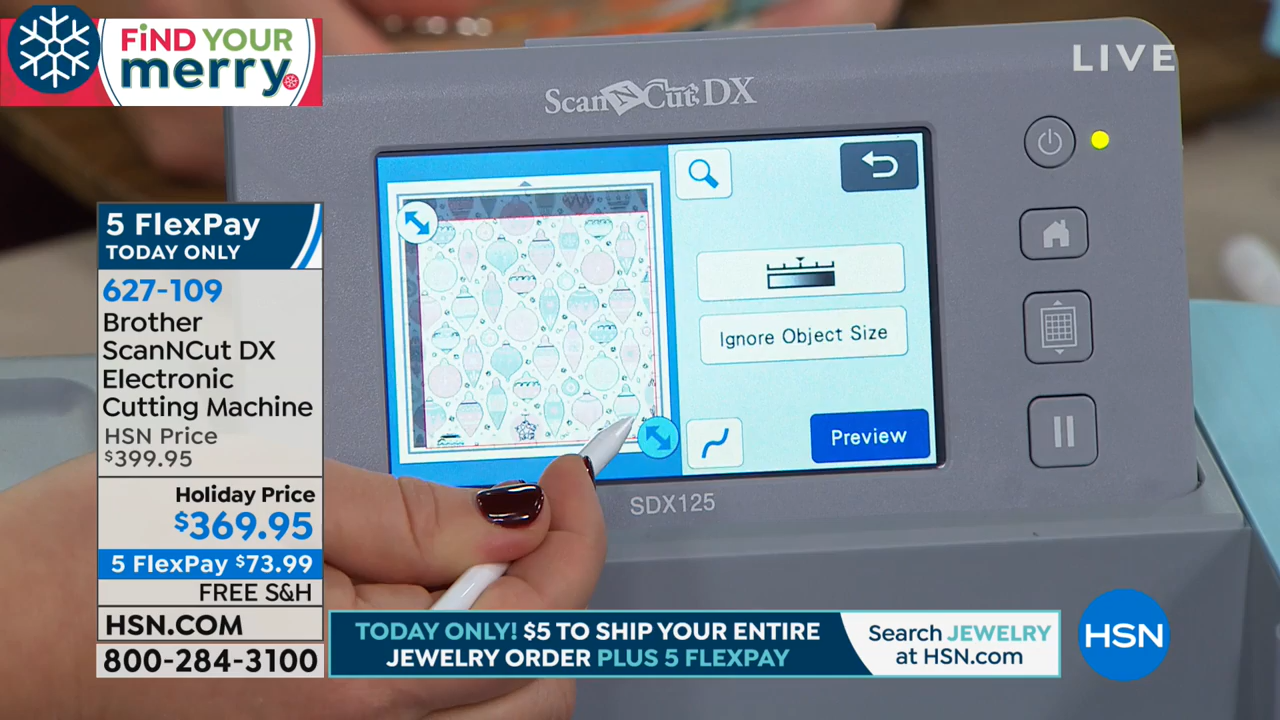 FiND YOUR
merry.
LIVE
ScanNCut DX
5 FlexPay
TODAY ONLY
627-109
Brother
ScanNCut DX
Electronic
Cutting Machine
HSN Price
$399.95
Holiday Price
$369.95
5 FlexPay $73.99
FREE S&H
HSN.COM
800-284-3100
Ignore Object Size
Preview
SDX125
TODAY ONLY! $5 TO SHIP YOUR ENTIRE
JEWELRY ORDER PLUS 5 FLEXPAY
Search JEWELRY
at HSN.com
HSN